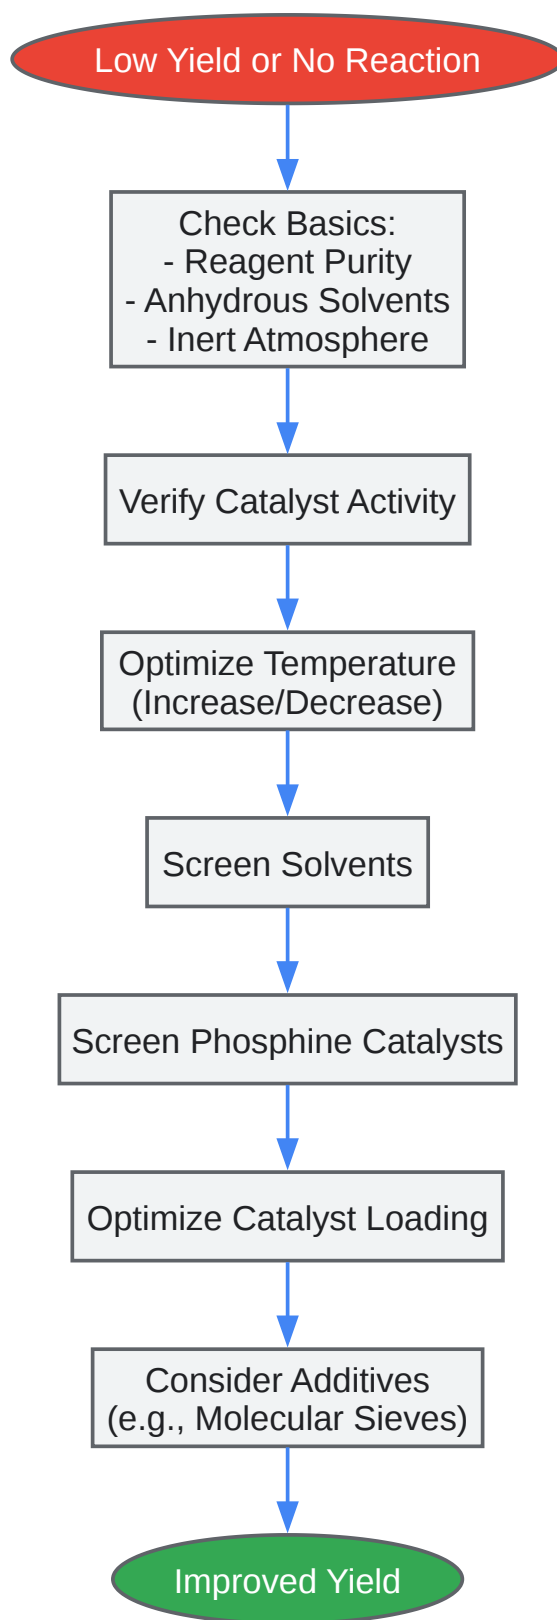 Low Yield or No Reaction
Check Basics:
- Reagent Purity
- Anhydrous Solvents
- Inert Atmosphere
Verify Catalyst Activity
Optimize Temperature
(Increase/Decrease)
Screen Solvents
Screen Phosphine Catalysts
Optimize Catalyst Loading
Consider Additives
(e.g., Molecular Sieves)
Improved Yield